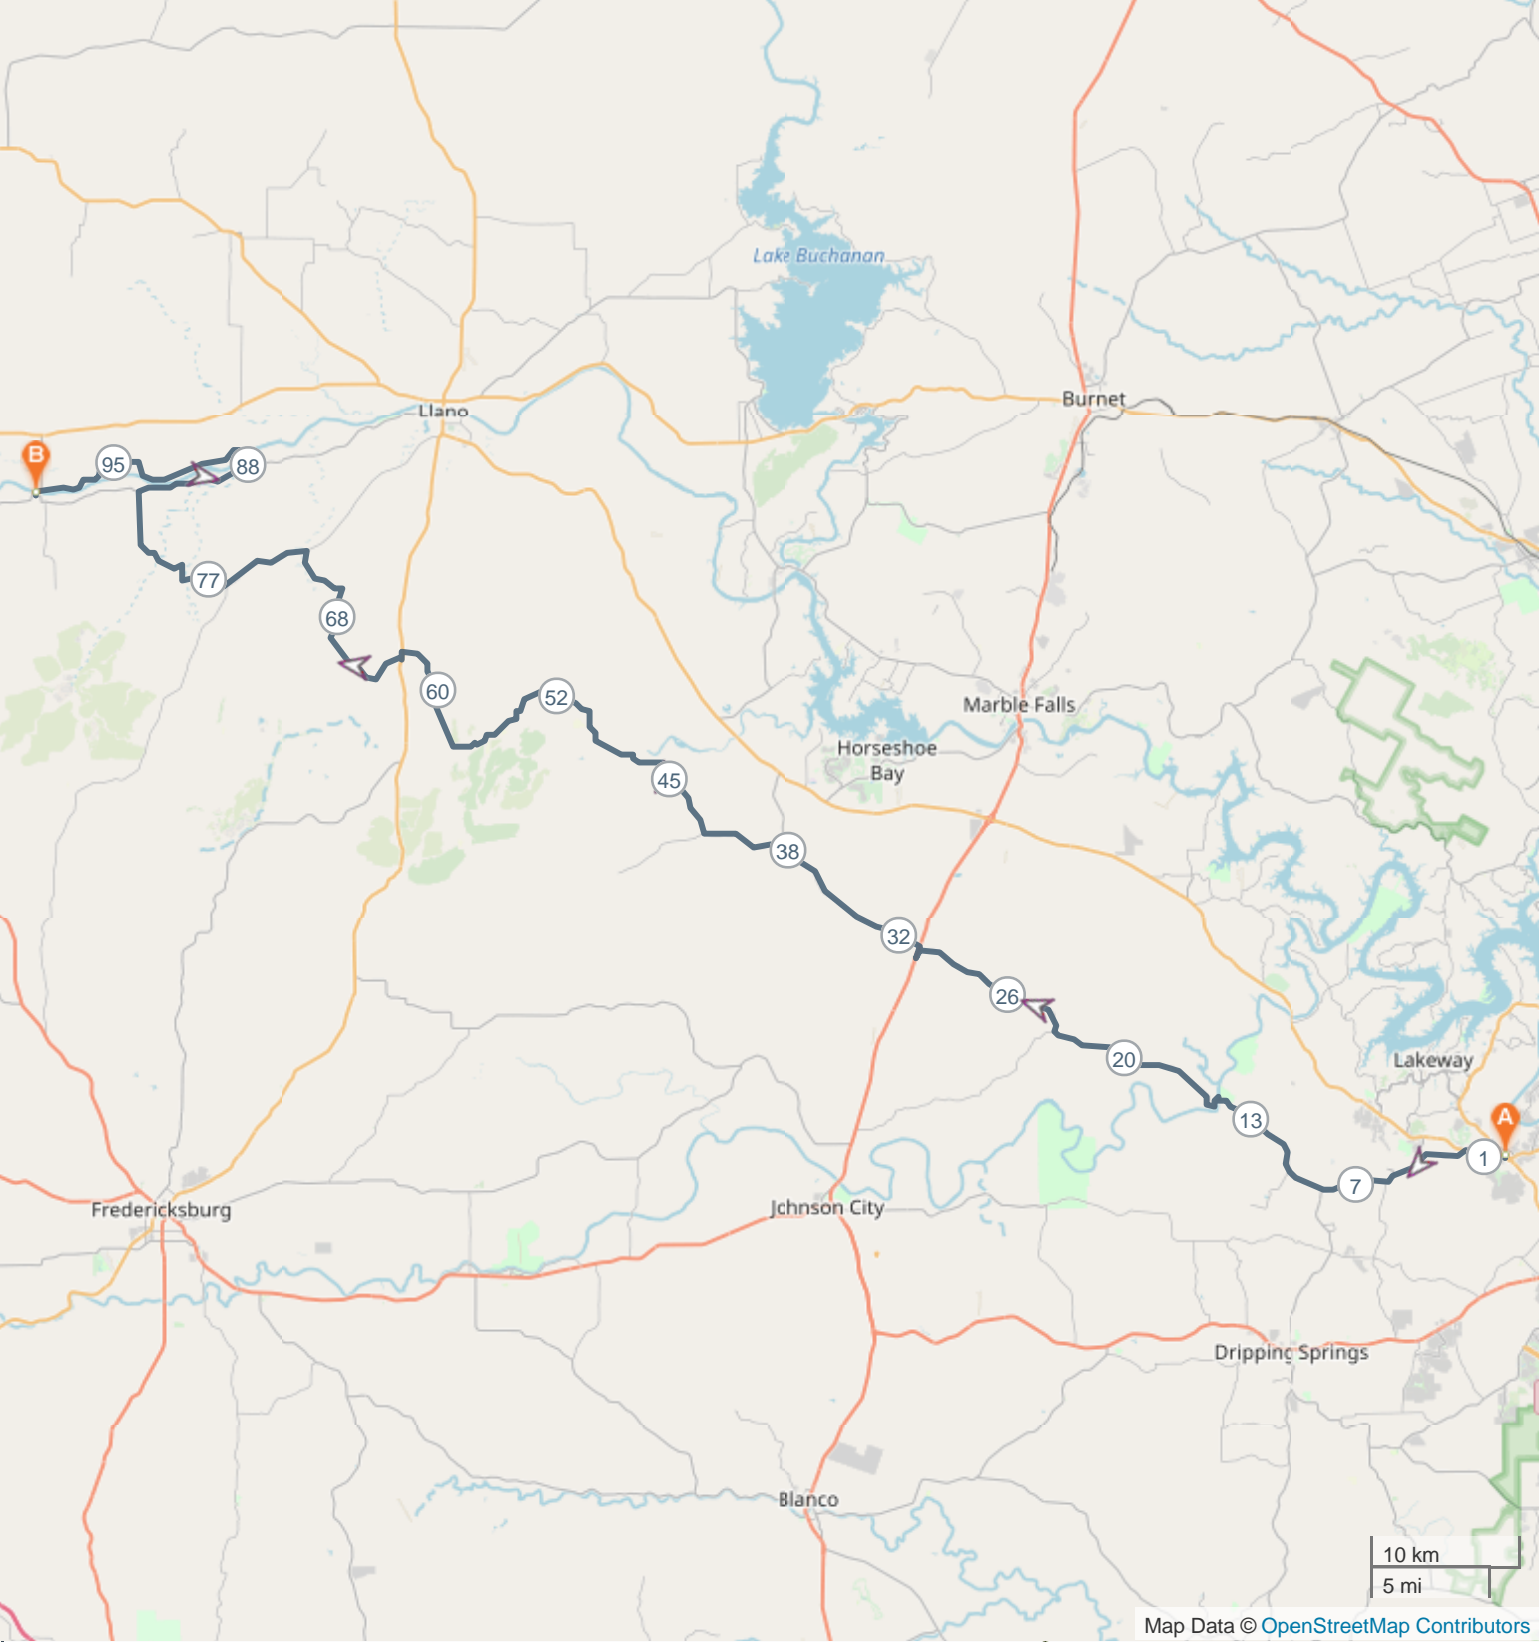 Lake Buchanan
Burnet
Llano
B
95
88
77
68
60
52
Marble Falls
Horseshoe
Bay
45
38
32
26
20
Lakeway
13
A
1
7
Fredericksburg
Jchnson City
Dripping Springs
Blanco
10 km
5 mi
Map Data © OpenStreetMap Contributors